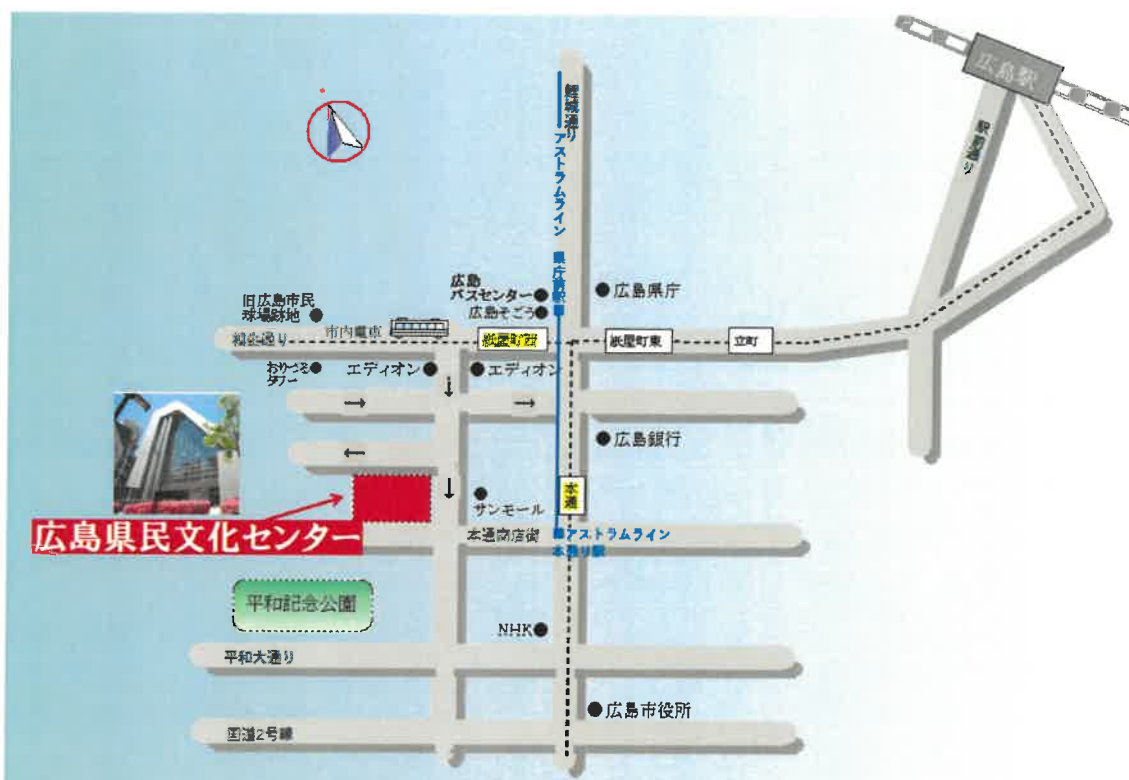 広島駅
駅西通り
鯉城通り
アストラムライン
県庁前駅
広島
バスセンター
広島そごう
広島県庁
旧広島市民
球場跡地
市内電車
相生通り
紙屋町西
紙屋町東
立町
おりづる
タワー
エディオン
エディオン
広島銀行
本通
サンモール
広島県民文化センター
本通商店街
アストラムライン
本通り駅
平和記念公園
NHK
平和大通り
広島市役所
国道2号線